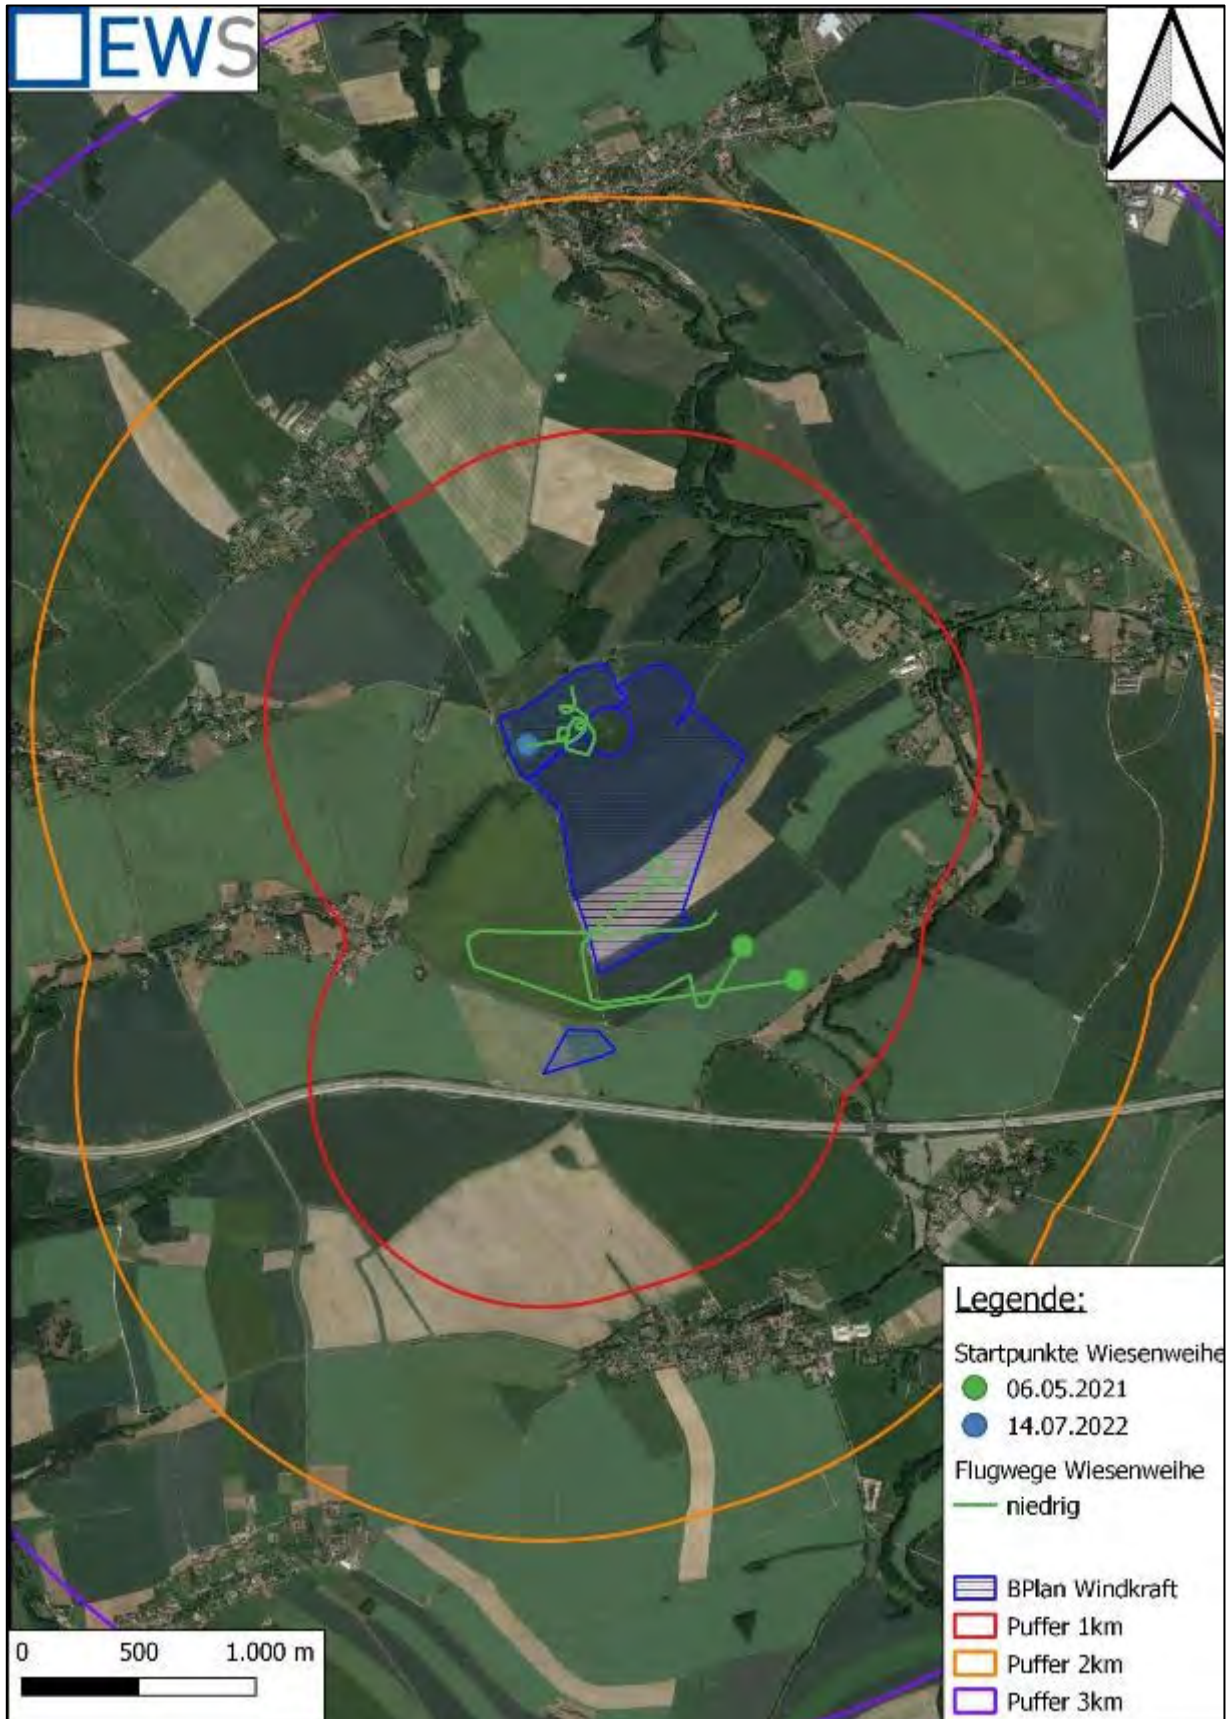 EWS
Legende:
Startpunkte Wiesenweihe
06.05.2021
14.07.2022
Flugwege Wiesenweihe
niedrig
BPlan Windkraft
Puffer 1km
Puffer 2km
Puffer 3km
0 500 1.000 m